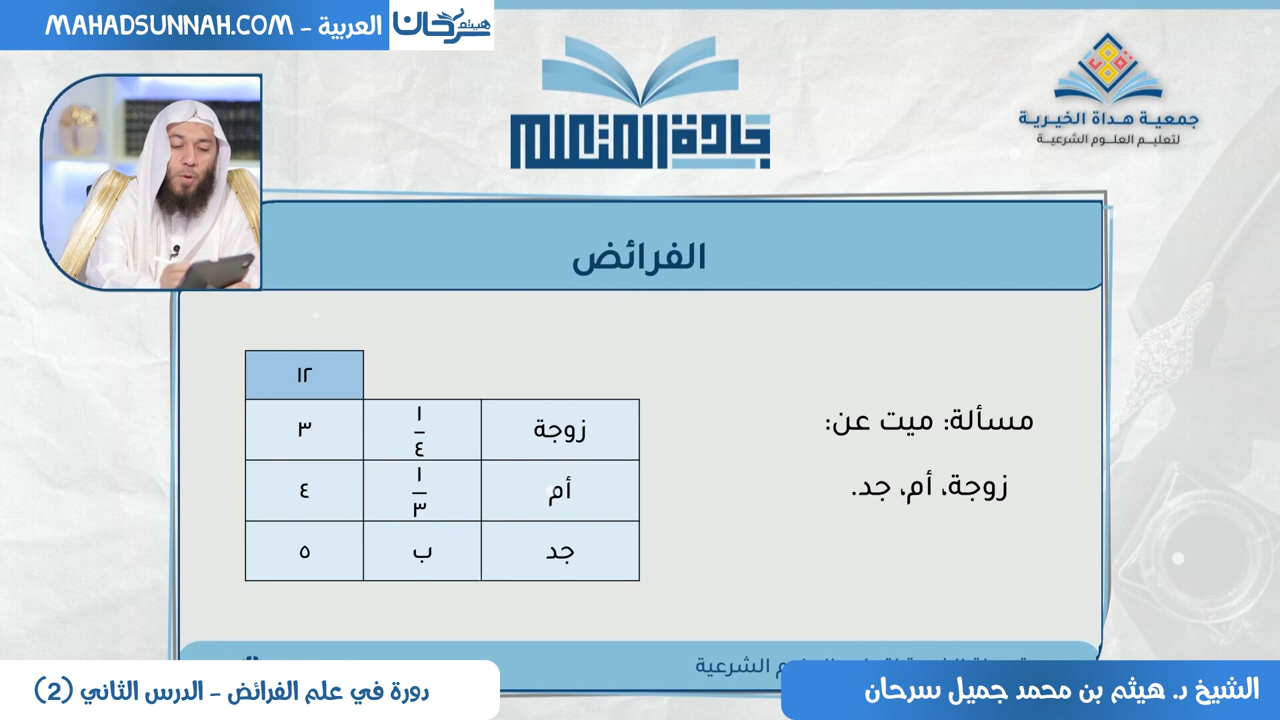 MAHADSUNNAH.COM – العربية
هيثم سرحان
جادة المتعلم
جمعية هداة الخيرية
لتعليم العلوم الشرعية
الفرائض
مسألة: ميت عن:
زوجة، أم، جد.
١٢
زوجة ١/٤ ٣
أم ١/٣ ٤
جد ب ٥
الشرعية
الشيخ د. هيثم بن محمد جميل سرحان
دورة في علم الفرائض – الدرس الثاني (2)